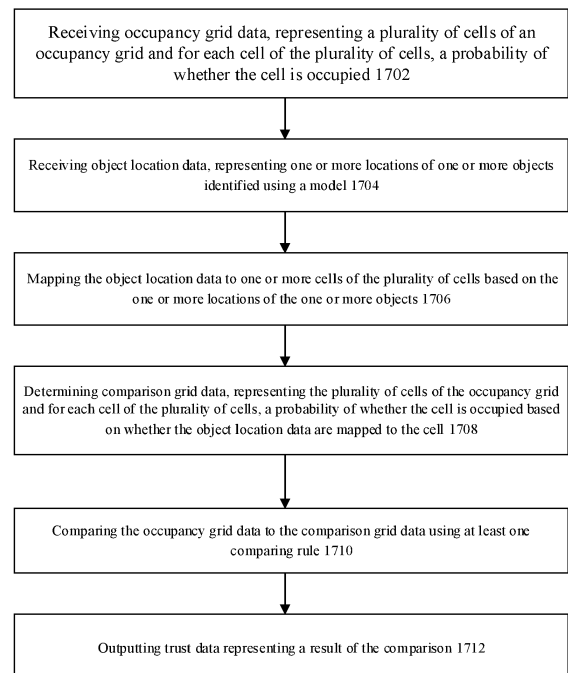 Receiving occupancy grid data, representing a plurality of cells of an
occupancy grid and for each cell of the plurality of cells, a probability of
whether the cell is occupied 1702
Receiving object location data, representing one or more locations of one or more objects
identified using a model 1704
Mapping the object location data to one or more cells of the plurality of cells based on the
one or more locations of the one or more objects 1706
Determining comparison grid data, representing the plurality of cells of the occupancy grid
and for each cell of the plurality of cells, a probability of whether the cell is occupied based
on whether the object location data are mapped to the cell 1708
Comparing the occupancy grid data to the comparison grid data using at least one
comparing rule 1710
Outputting trust data representing a result of the comparison 1712